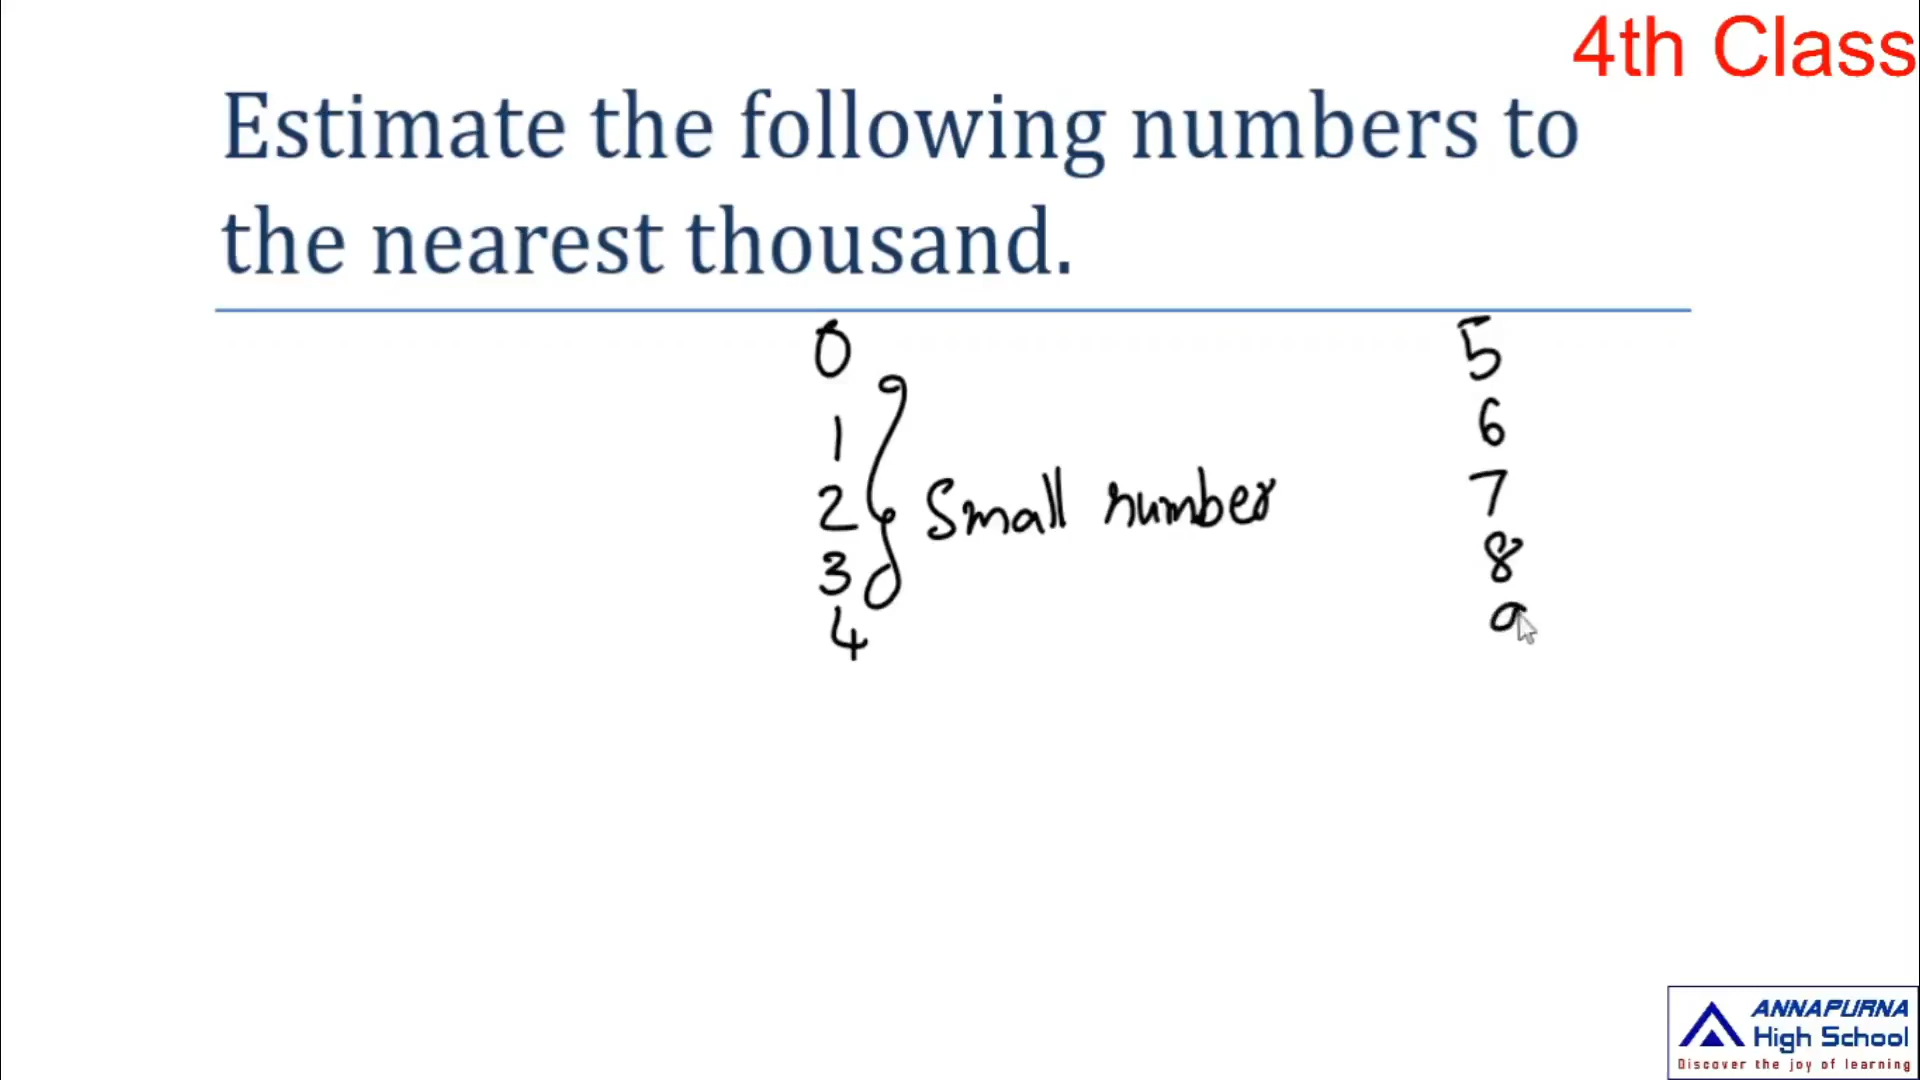 4th Class
Estimate the following numbers to
the nearest thousand.
0 5
1 6
2 Small number 7
3 8
4 9
ANNAPURNA
High School
Discover the joy of learning